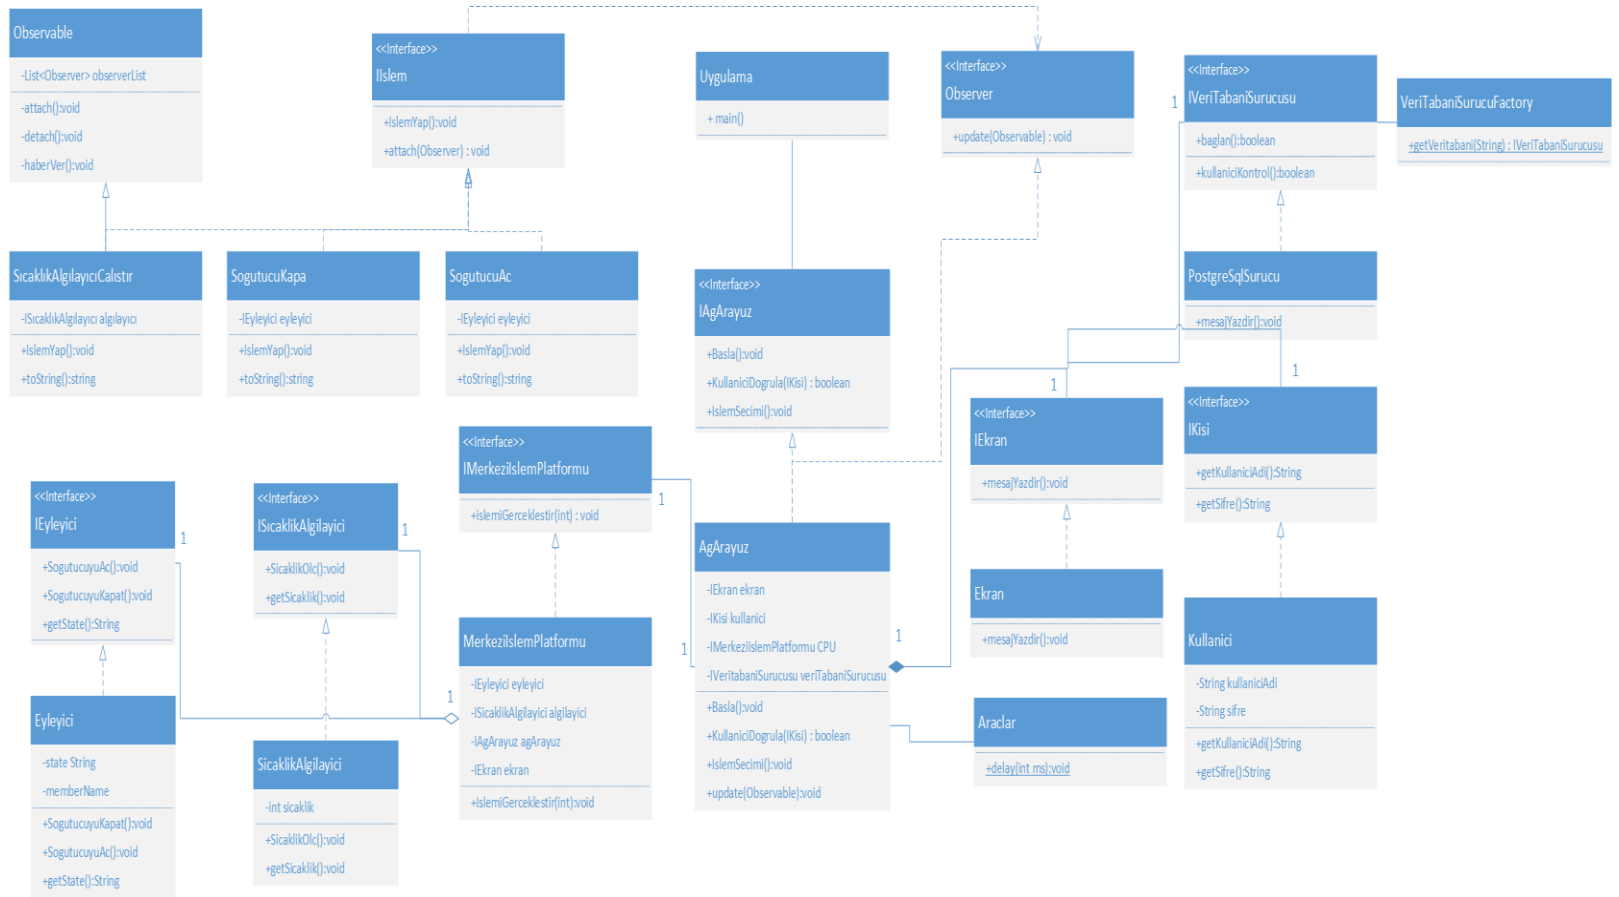 Observable
-List<Observer> observerList
-attach():void
-detach():void
-haberVer():void
<<Interface>>
IIslem
+IslemYap():void
+attach(Observer) : void
Uygulama
+ main()
<<Interface>>
Observer
+update(Observable) : void
<<Interface>>
IVeriTabaniSurucusu
+baglan():boolean
+kullaniciKontrol():boolean
1
VeriTabaniSurucuFactory
+getVeritabani(String) : IVeriTabaniSurucusu
SıcaklıkAlgılayıcıCalıstır
-ISıcaklıkAlgılayıcı algılayıcı
+IslemYap():void
+toString():string
SogutucuKapa
-IEyleyici eyleyici
+IslemYap():void
+toString():string
SogutucuAc
-IEyleyici eyleyici
+IslemYap():void
+toString():string
<<Interface>>
IAgArayuz
+Basla():void
+KullaniciDogrula(IKisi) : boolean
+IslemSecimi():void
PostgreSqlSurucu
+mesajYazdir():void
1
1
<<Interface>>
IEkran
+mesajYazdir():void
<<Interface>>
IKisi
+getKullaniciAdi():String
+getSifre():String
<<Interface>>
IMerkeziIslemPlatformu
+islemiGerceklestir(int) : void
1
<<Interface>>
IEyleyici
+SogutucuyuAc():void
+SogutucuyuKapat():void
+getState():String
1
<<Interface>>
ISıcaklikAlgilayici
+SicaklikOlc():void
+getSicaklik():void
1
AgArayuz
-IEkran ekran
-IKisi kullanici
-IMerkeziIslemPlatformu CPU
-IVeritabaniSurucusu veriTabaniSurucusu
+Basla():void
+KullaniciDogrula(IKisi) : boolean
+IslemSecimi():void
+update(Observable):void
1
1
Ekran
+mesajYazdir():void
Kullanici
-String kullaniciAdi
-String sifre
+getKullaniciAdi():String
+getSifre():String
MerkeziIslemPlatformu
-IEyleyici eyleyici
-ISicaklikAlgilayici algilayici
-IAgArayuz agArayuz
-IEkran ekran
+IslemiGerceklestir(int):void
1
Eyleyici
-state String
-memberName
+SogutucuyuKapat():void
+SogutucuyuAc():void
+getState():String
SicaklikAlgilayici
-int sicaklik
+SicaklikOlc():void
+getSicaklik():void
Araclar
+delay(int ms):void